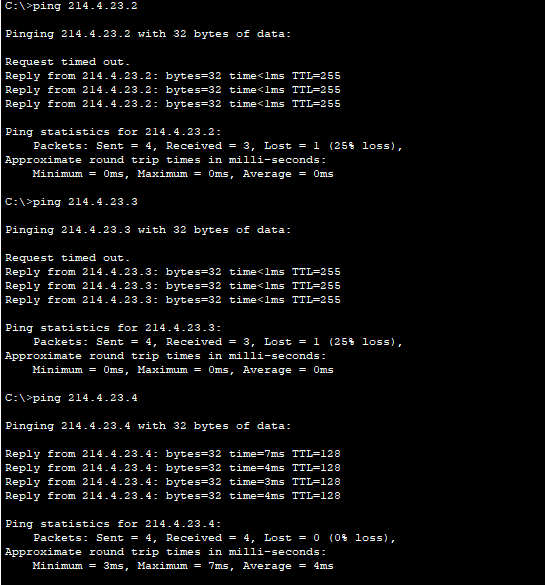 C:\>ping 214.4.23.2
Pinging 214.4.23.2 with 32 bytes of data:
Request timed out.
Reply from 214.4.23.2: bytes=32 time<1ms TTL=255
Reply from 214.4.23.2: bytes=32 time<1ms TTL=255
Reply from 214.4.23.2: bytes=32 time<1ms TTL=255
Ping statistics for 214.4.23.2:
    Packets: Sent = 4, Received = 3, Lost = 1 (25% loss),
Approximate round trip times in milli-seconds:
    Minimum = 0ms, Maximum = 0ms, Average = 0ms
C:\>ping 214.4.23.3
Pinging 214.4.23.3 with 32 bytes of data:
Request timed out.
Reply from 214.4.23.3: bytes=32 time<1ms TTL=255
Reply from 214.4.23.3: bytes=32 time<1ms TTL=255
Reply from 214.4.23.3: bytes=32 time<1ms TTL=255
Ping statistics for 214.4.23.3:
    Packets: Sent = 4, Received = 3, Lost = 1 (25% loss),
Approximate round trip times in milli-seconds:
    Minimum = 0ms, Maximum = 0ms, Average = 0ms
C:\>ping 214.4.23.4
Pinging 214.4.23.4 with 32 bytes of data:
Reply from 214.4.23.4: bytes=32 time=7ms TTL=128
Reply from 214.4.23.4: bytes=32 time=4ms TTL=128
Reply from 214.4.23.4: bytes=32 time=3ms TTL=128
Reply from 214.4.23.4: bytes=32 time=4ms TTL=128
Ping statistics for 214.4.23.4:
    Packets: Sent = 4, Received = 4, Lost = 0 (0% loss),
Approximate round trip times in milli-seconds:
    Minimum = 3ms, Maximum = 7ms, Average = 4ms